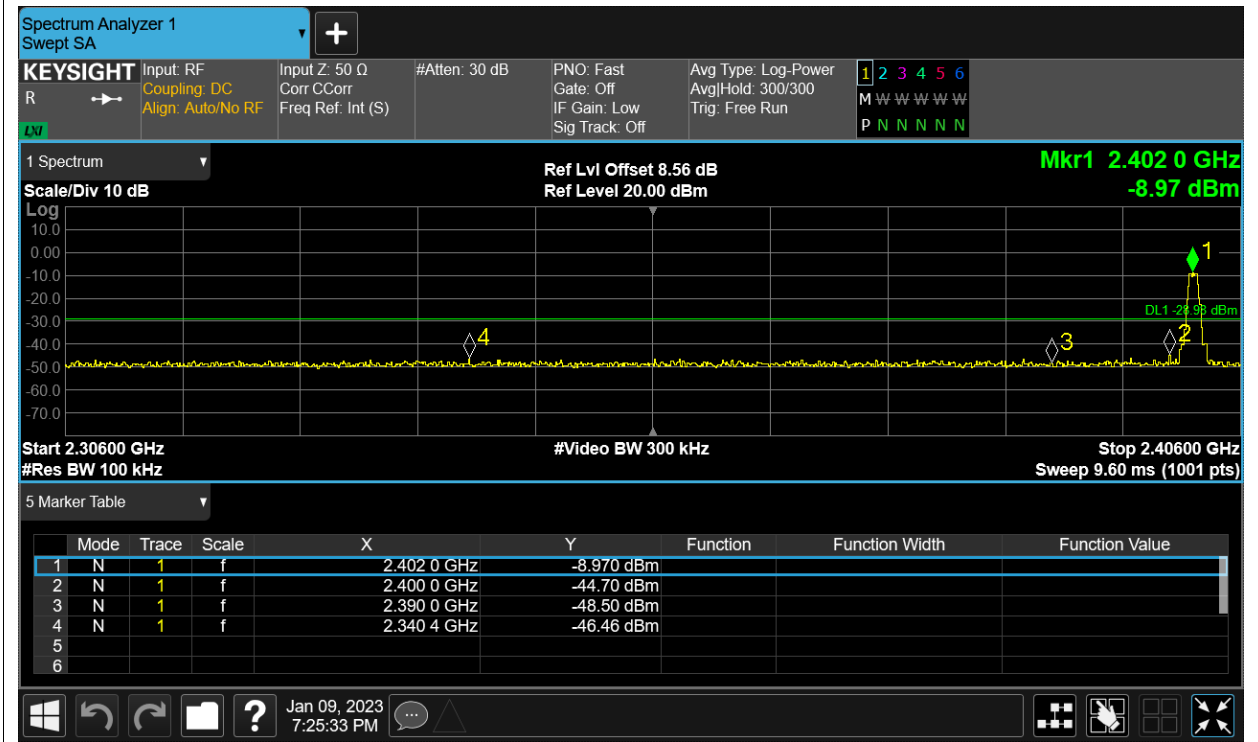 Spectrum Analyzer 1
Swept SA
KEYSIGHT Input: RF Input Z: 50 Ω #Atten: 30 dB PNO: Fast Avg Type: Log-Power 1 2 3 4 5 6
R Coupling: DC Corr CCorr Gate: Off Avg|Hold: 300/300 M W W W W W
Align: Auto/No RF Freq Ref: Int (S) IF Gain: Low Trig: Free Run
LXI Sig Track: Off P N N N N N N
1 Spectrum Ref Lvl Offset 8.56 dB Mkr1 2.402 0 GHz
Scale/Div 10 dB Ref Level 20.00 dBm -8.97 dBm
Log
10.0
0.00 1
-10.0
-20.0
DL1 -28.98 dBm
-30.0
-40.0 4 3 2
-50.0
-60.0
-70.0
Start 2.30600 GHz #Video BW 300 kHz Stop 2.40600 GHz
#Res BW 100 kHz Sweep 9.60 ms (1001 pts)
5 Marker Table
Mode Trace Scale X Y Function Function Width Function Value
1 N 1 f 2.402 0 GHz -8.970 dBm
2 N 1 f 2.400 0 GHz -44.70 dBm
3 N 1 f 2.390 0 GHz -48.50 dBm
4 N 1 f 2.340 4 GHz -46.46 dBm
5
6
? Jan 09, 2023
7:25:33 PM